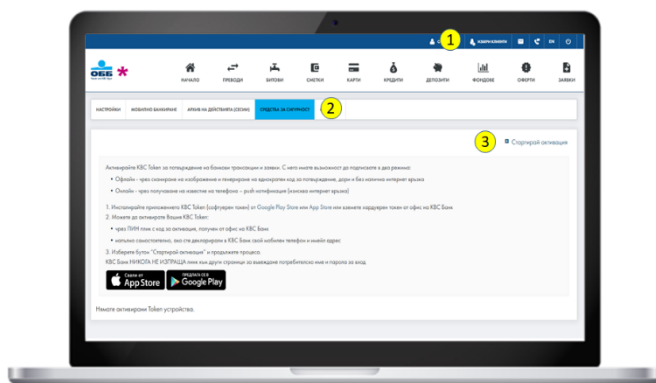 1
ИЗБЕРИ КЛИЕНТИ
EN
ОББ
НАЧАЛО
ПРЕВОДИ
БИТОВИ
СМЕТКИ
КАРТИ
КРЕДИТИ
ДЕПОЗИТИ
ФОНДОВЕ
ОФЕРТИ
ЗАЯВКИ
НАСТРОЙКИ
МОБИЛНО БАНКИРАНЕ
АРХИВ НА ДЕЙСТВИЯТА (СЕСИИ)
СРЕДСТВА ЗА СИГУРНОСТ
2
3
Стартирай активация
Активирайте KBC Token за потвърждение на банкови транзакции и заявки. С него имате възможност да подписвате в два режима:
• Офлайн - чрез сканиране на изображение и генериране на еднократен код за потвърждение, дори и без налична интернет връзка
• Онлайн - чрез получаване на известие на телефона - push нотификация (изисква интернет връзка)
1. Инсталирайте приложението KBC Token (софтуерен токен) от Google Play Store или App Store или заявете хардуерен токен от офис на KBC Банк
2. Можете да активирате Вашия KBC Token:
• чрез ПИН плик с код за активация, получен от офис на KBC Банк
• напълно самостоятелно, ако сте декларирали в KBC Банк свой мобилен телефон и имейл адрес
3. Изберете бутон "Стартирай активация" и продължете процеса.
KBC Банк НИКОГА НЕ ИЗПРАЩА линк към други страници за въвеждане потребителско име и парола за вход.
Свали от
App Store
ПРЕДЛАГА СЕ В
Google Play
Нямате активирани Token устройства.